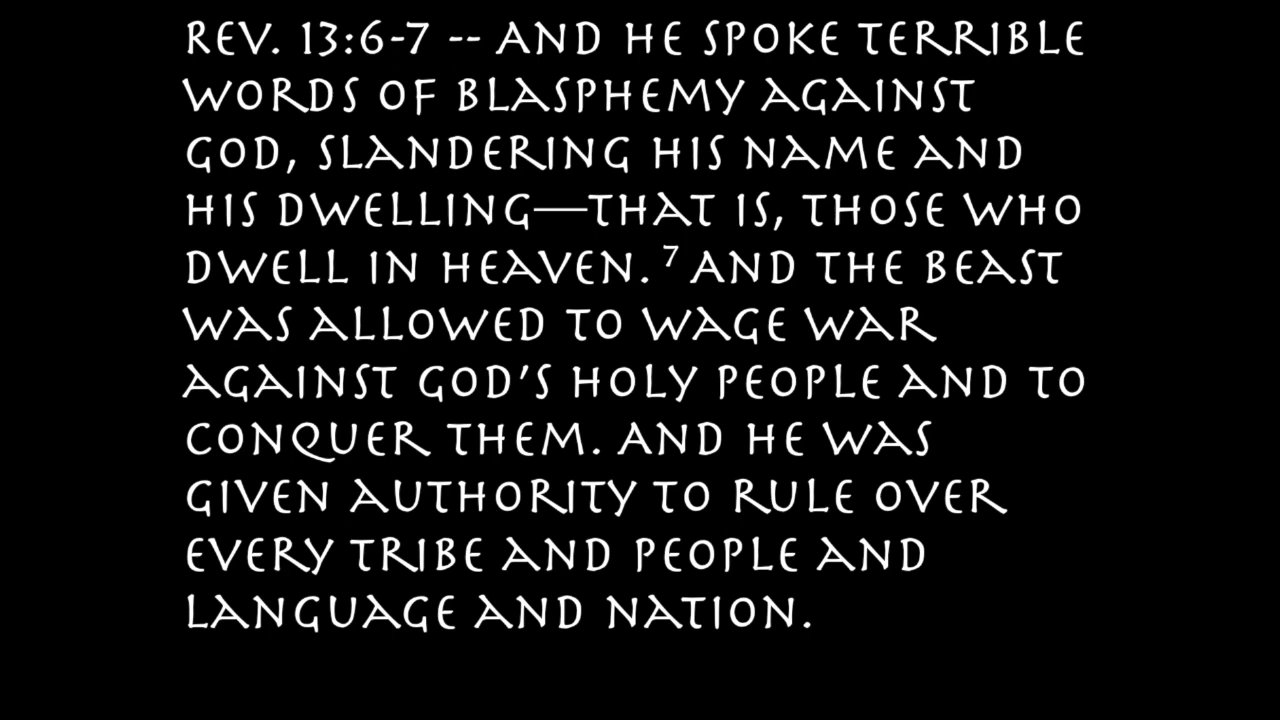 REV. 13:6-7 -- AND HE SPOKE TERRIBLE
WORDS OF BLASPHEMY AGAINST
GOD, SLANDERING HIS NAME AND
HIS DWELLING—THAT IS, THOSE WHO
DWELL IN HEAVEN. ⁷ AND THE BEAST
WAS ALLOWED TO WAGE WAR
AGAINST GOD’S HOLY PEOPLE AND TO
CONQUER THEM. AND HE WAS
GIVEN AUTHORITY TO RULE OVER
EVERY TRIBE AND PEOPLE AND
LANGUAGE AND NATION.